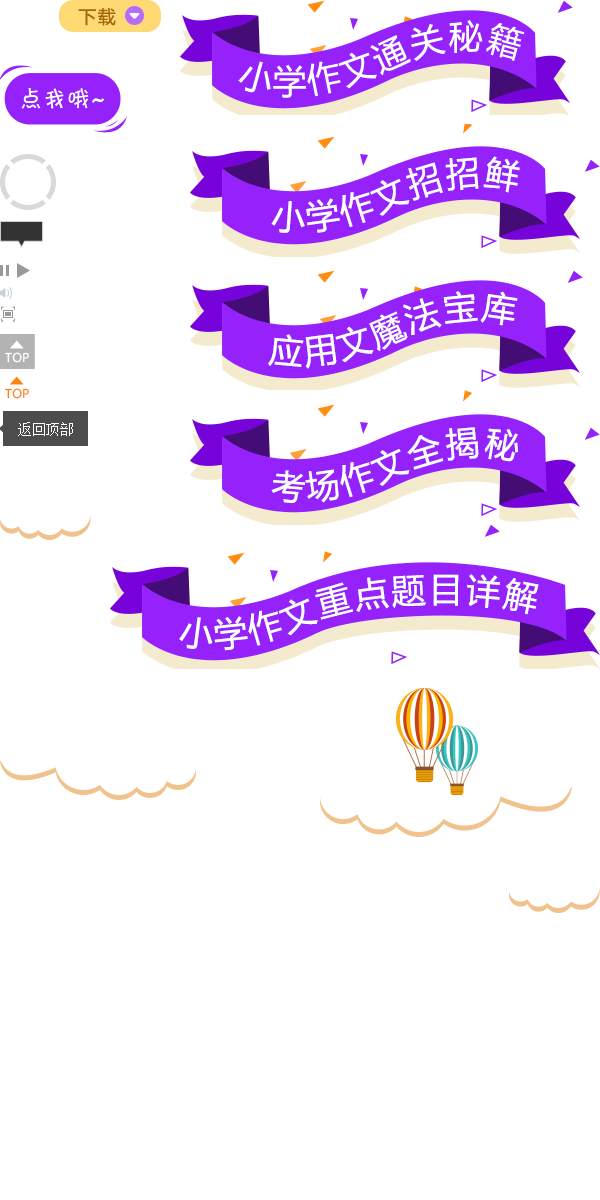 下载
小学作文通关秘籍
点我哦~
小学作文招招鲜
应用文魔法宝库
TOP
TOP
返回顶部
考场作文全揭秘
小学作文重点题目详解